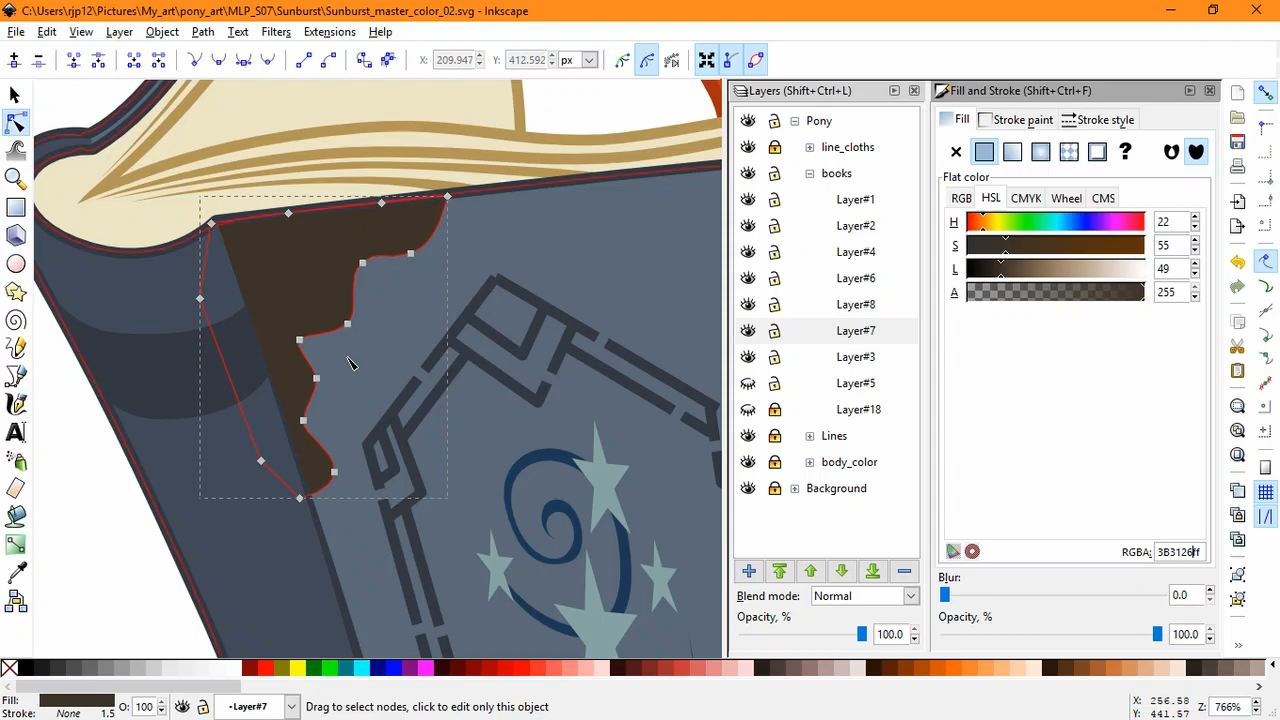 C:\Users\rjp12\Pictures\My_art\pony_art\MLP_S07\Sunburst\Sunburst_master_color_02.svg - Inkscape
File Edit View Layer Object Path Text Filters Extensions Help
X: 209.947 Y: 412.592 px
Layers (Shift+Ctrl+L)
Fill and Stroke (Shift+Ctrl+F)
Pony
line_cloths
books
Layer#1
Layer#2
Layer#4
Layer#6
Layer#8
Layer#7
Layer#3
Layer#5
Layer#18
Lines
body_color
Background
Blend mode: Normal
Opacity, % 100.0
Fill Stroke paint Stroke style
?
Flat color
RGB HSL CMYK Wheel CMS
H 22
S 55
L 49
A 255
RGBA: 3B3126ff
Blur:
0.0
Opacity, %
100.0
Fill:
Stroke: None 1.5
O: 100
•Layer#7
Drag to select nodes, click to edit only this object
X: 256.58
Y: 441.57
Z: 766%